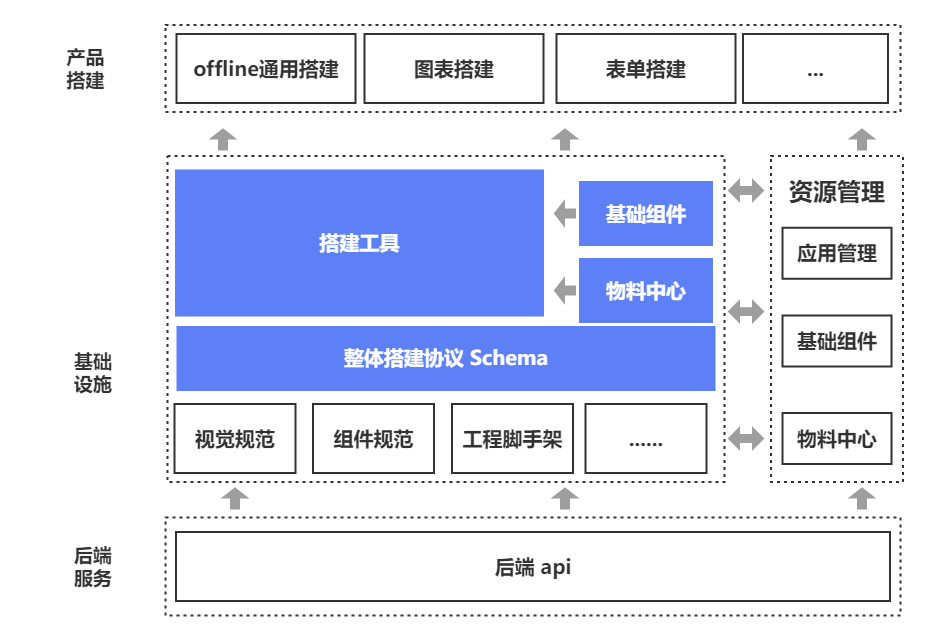 产品
搭建
offline通用搭建
图表搭建
表单搭建
...
基础
设施
搭建工具
基础组件
物料中心
整体搭建协议 Schema
视觉规范
组件规范
工程脚手架
......
资源管理
应用管理
基础组件
物料中心
后端
服务
后端 api